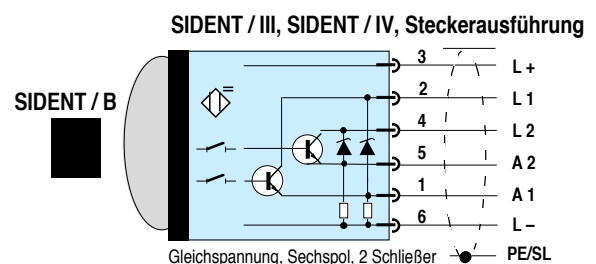 SIDENT / III, SIDENT / IV, Steckerausführung
SIDENT / B
=
3 L +
2 L 1
4 L 2
5 A 2
1 A 1
6 L –
PE/SL
Gleichspannung, Sechspol, 2 Schließer